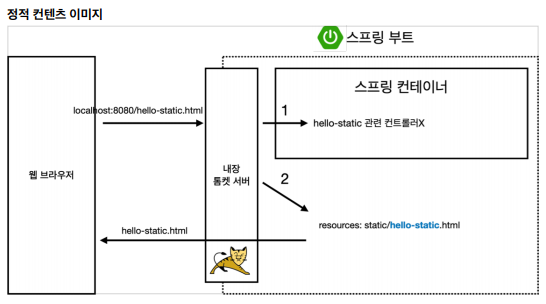 정적 컨텐츠 이미지
스프링 부트
localhost:8080/hello-static.html
1
스프링 컨테이너
hello-static 관련 컨트롤러X
웹 브라우저
내장
톰켓 서버
2
resources: static/hello-static.html
hello-static.html